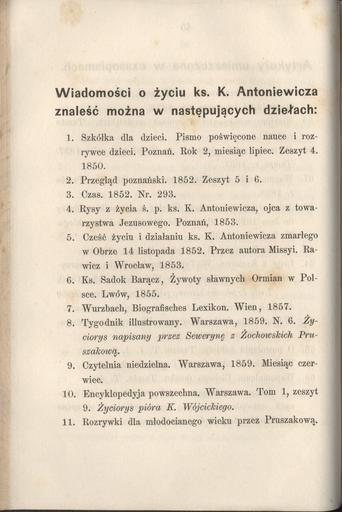 Wiadomości o życiu ks. K. Antoniewicza
znaleść można w następujących dziełach:
1. Szkółka dla dzieci. Pismo poświęcone nauce i roz-
rywce dzieci. Poznań. Rok 2, miesiąc lipiec. Zeszyt 4.
1850.
2. Przegląd poznański. 1852. Zeszyt 5 i 6.
3. Czas. 1852. Nr. 293.
4. Rysy z życia ś. p. ks. K. Antoniewicza, ojca z towa-
rzystwa Jezusowego. Poznań, 1853.
5. Cześć życiu i działaniu ks. K. Antoniewicza zmarłego
w Obrze 14 listopada 1852. Przez autora Missyi. Ra-
wicz i Wrocław, 1853.
6. Ks. Sadok Barącz, Żywoty sławnych Ormian w Pol-
sce. Lwów, 1855.
7. Wurzbach, Biografisches Lexikon. Wien, 1857.
8. Tygodnik illustrowany. Warszawa, 1859. N. 6. Ży-
ciorys napisany przez Sewerynę z Żochowskich Pru-
szakową.
9. Czytelnia niedzielna. Warszawa, 1859. Miesiąc czer-
wiec.
10. Encyklopedyja powszechna. Warszawa. Tom 1, zeszyt
9. Życiorys pióra K. Wójcickiego.
11. Rozrywki dla młodocianego wieku przez Pruszakową.